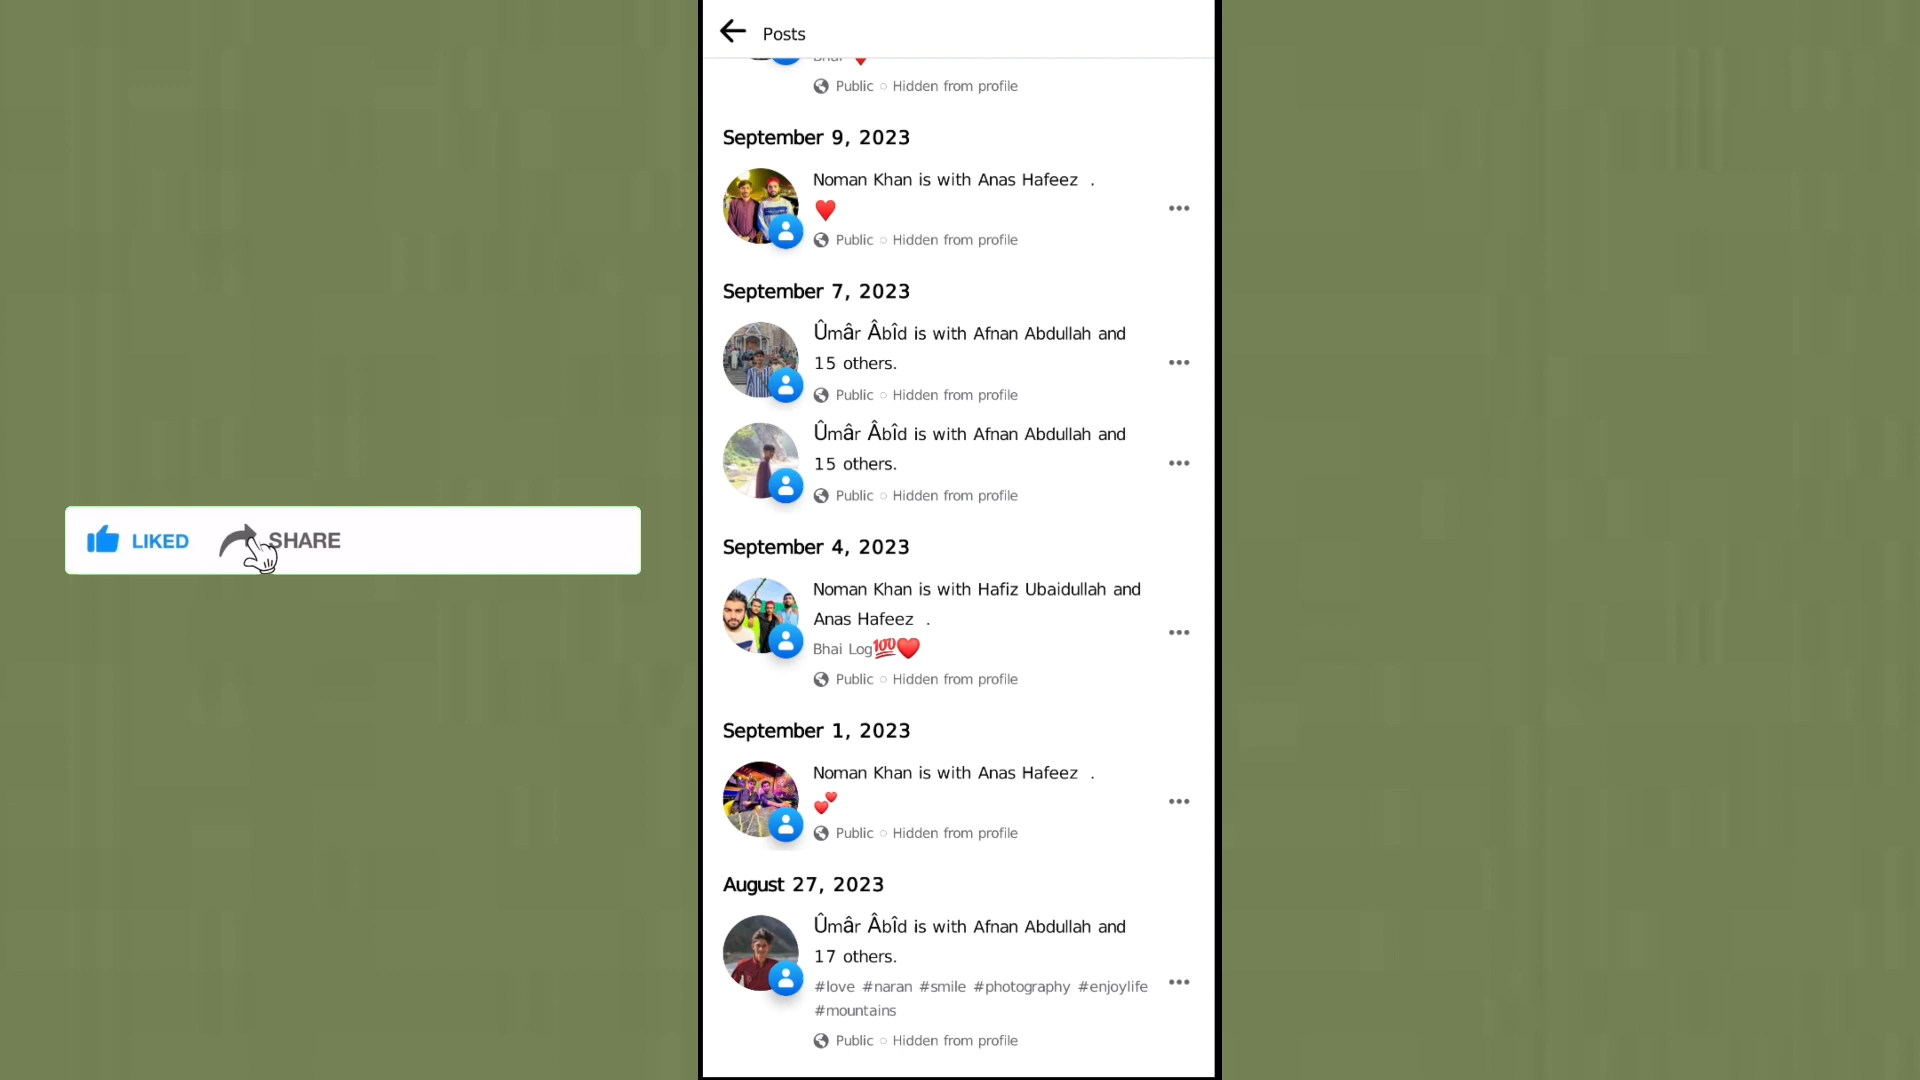 Posts
Public ○ Hidden from profile
September 9, 2023
Noman Khan is with Anas Hafeez .
❤️
Public ○ Hidden from profile
September 7, 2023
Ûmâr Âbîd is with Afnan Abdullah and
15 others.
Public ○ Hidden from profile
Ûmâr Âbîd is with Afnan Abdullah and
15 others.
Public ○ Hidden from profile
LIKED SHARE
September 4, 2023
Noman Khan is with Hafiz Ubaidullah and
Anas Hafeez .
Bhai Log💯❤️
Public ○ Hidden from profile
September 1, 2023
Noman Khan is with Anas Hafeez .
💕
Public ○ Hidden from profile
August 27, 2023
Ûmâr Âbîd is with Afnan Abdullah and
17 others.
#love #naran #smile #photography #enjoylife
#mountains
Public ○ Hidden from profile